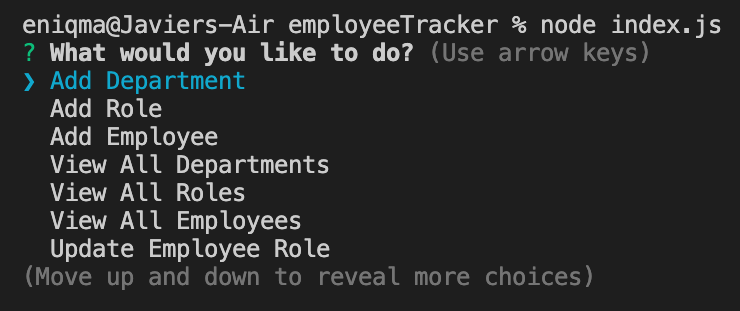 eniqma@Javiers-Air employeeTracker % node index.js
? What would you like to do? (Use arrow keys)
❯ Add Department
Add Role
Add Employee
View All Departments
View All Roles
View All Employees
Update Employee Role
(Move up and down to reveal more choices)